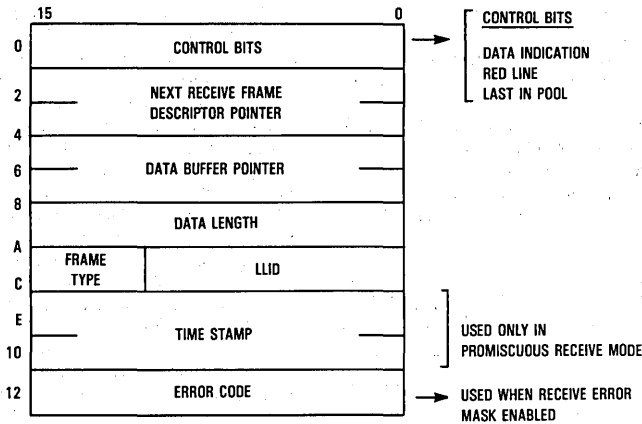 15 0
0 CONTROL BITS
CONTROL BITS
DATA INDICATION
RED LINE
LAST IN POOL
2 NEXT RECEIVE FRAME
DESCRIPTOR POINTER
4
6 DATA BUFFER POINTER
8
DATA LENGTH
A
FRAME
TYPE
LLID
C
E
TIME STAMP
10
USED ONLY IN
PROMISCUOUS RECEIVE MODE
12 ERROR CODE
USED WHEN RECEIVE ERROR
MASK ENABLED